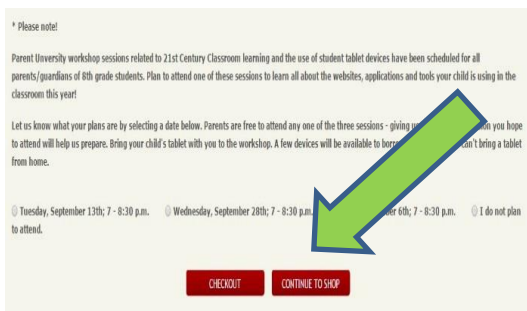 * Please note!
Parent Unversity workshop sessions related to 21st Century Classroom learning and the use of student tablet devices have been scheduled for all
parents/guardians of 8th grade students. Plan to attend one of these sessions to learn all about the websites, applications and tools your child is using in the
classroom this year!
Let us know what your plans are by selecting a date below. Parents are free to attend any one of the three sessions - giving you hope
to attend will help us prepare. Bring your child's tablet with you to the workshop. A few devices will be available to can't bring a tablet
from home.
Tuesday, September 13th; 7 - 8:30 p.m. Wednesday, September 28th; 7 - 8:30 p.m. 6th; 7 - 8:30 p.m. I do not plan
to attend.
CHECKOUT CONTINUE TO SHOP